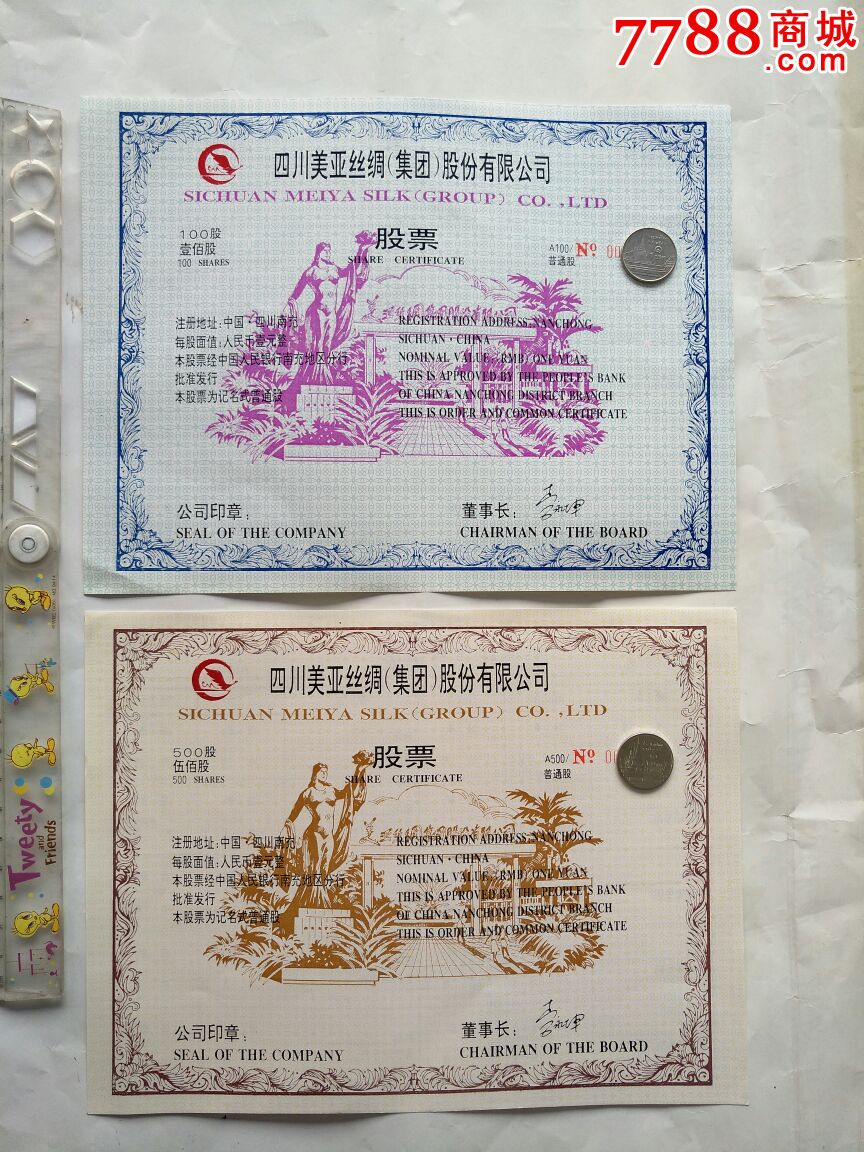 7788商城
.com
四川美亚丝绸(集团)股份有限公司
SICHUAN MEIYA SILK(GROUP) CO.,LTD
100股
壹佰股
100 SHARES
股票
SHARE CERTIFICATE
A100/
普通股
No 00
注册地址:中国·四川南充
每股面值:人民币壹元整
本股票经中国人民银行南充地区分行
批准发行
本股票为记名式普通股
REGISTRATION ADDRESS:NANCHONG
SICHUAN·CHINA
NOMINAL VALUE:(RMB) ONE YUAN
THIS IS APPROVED BY THE PEOPLE'S BANK
OF CHINA NANCHONG DISTRICT BRANCH
THIS IS ORDER AND COMMON CERTIFICATE
公司印章:
SEAL OF THE COMPANY
董事长:
CHAIRMAN OF THE BOARD
四川美亚丝绸(集团)股份有限公司
SICHUAN MEIYA SILK(GROUP) CO.,LTD
500股
伍佰股
500 SHARES
股票
SHARE CERTIFICATE
A500/
普通股
No 00
注册地址:中国·四川南充
每股面值:人民币壹元整
本股票经中国人民银行南充地区分行
批准发行
本股票为记名式普通股
REGISTRATION ADDRESS:NANCHONG
SICHUAN·CHINA
NOMINAL VALUE:(RMB) ONE YUAN
THIS IS APPROVED BY THE PEOPLE'S BANK
OF CHINA NANCHONG DISTRICT BRANCH
THIS IS ORDER AND COMMON CERTIFICATE
公司印章:
SEAL OF THE COMPANY
董事长:
CHAIRMAN OF THE BOARD
Tweety
and
Friends